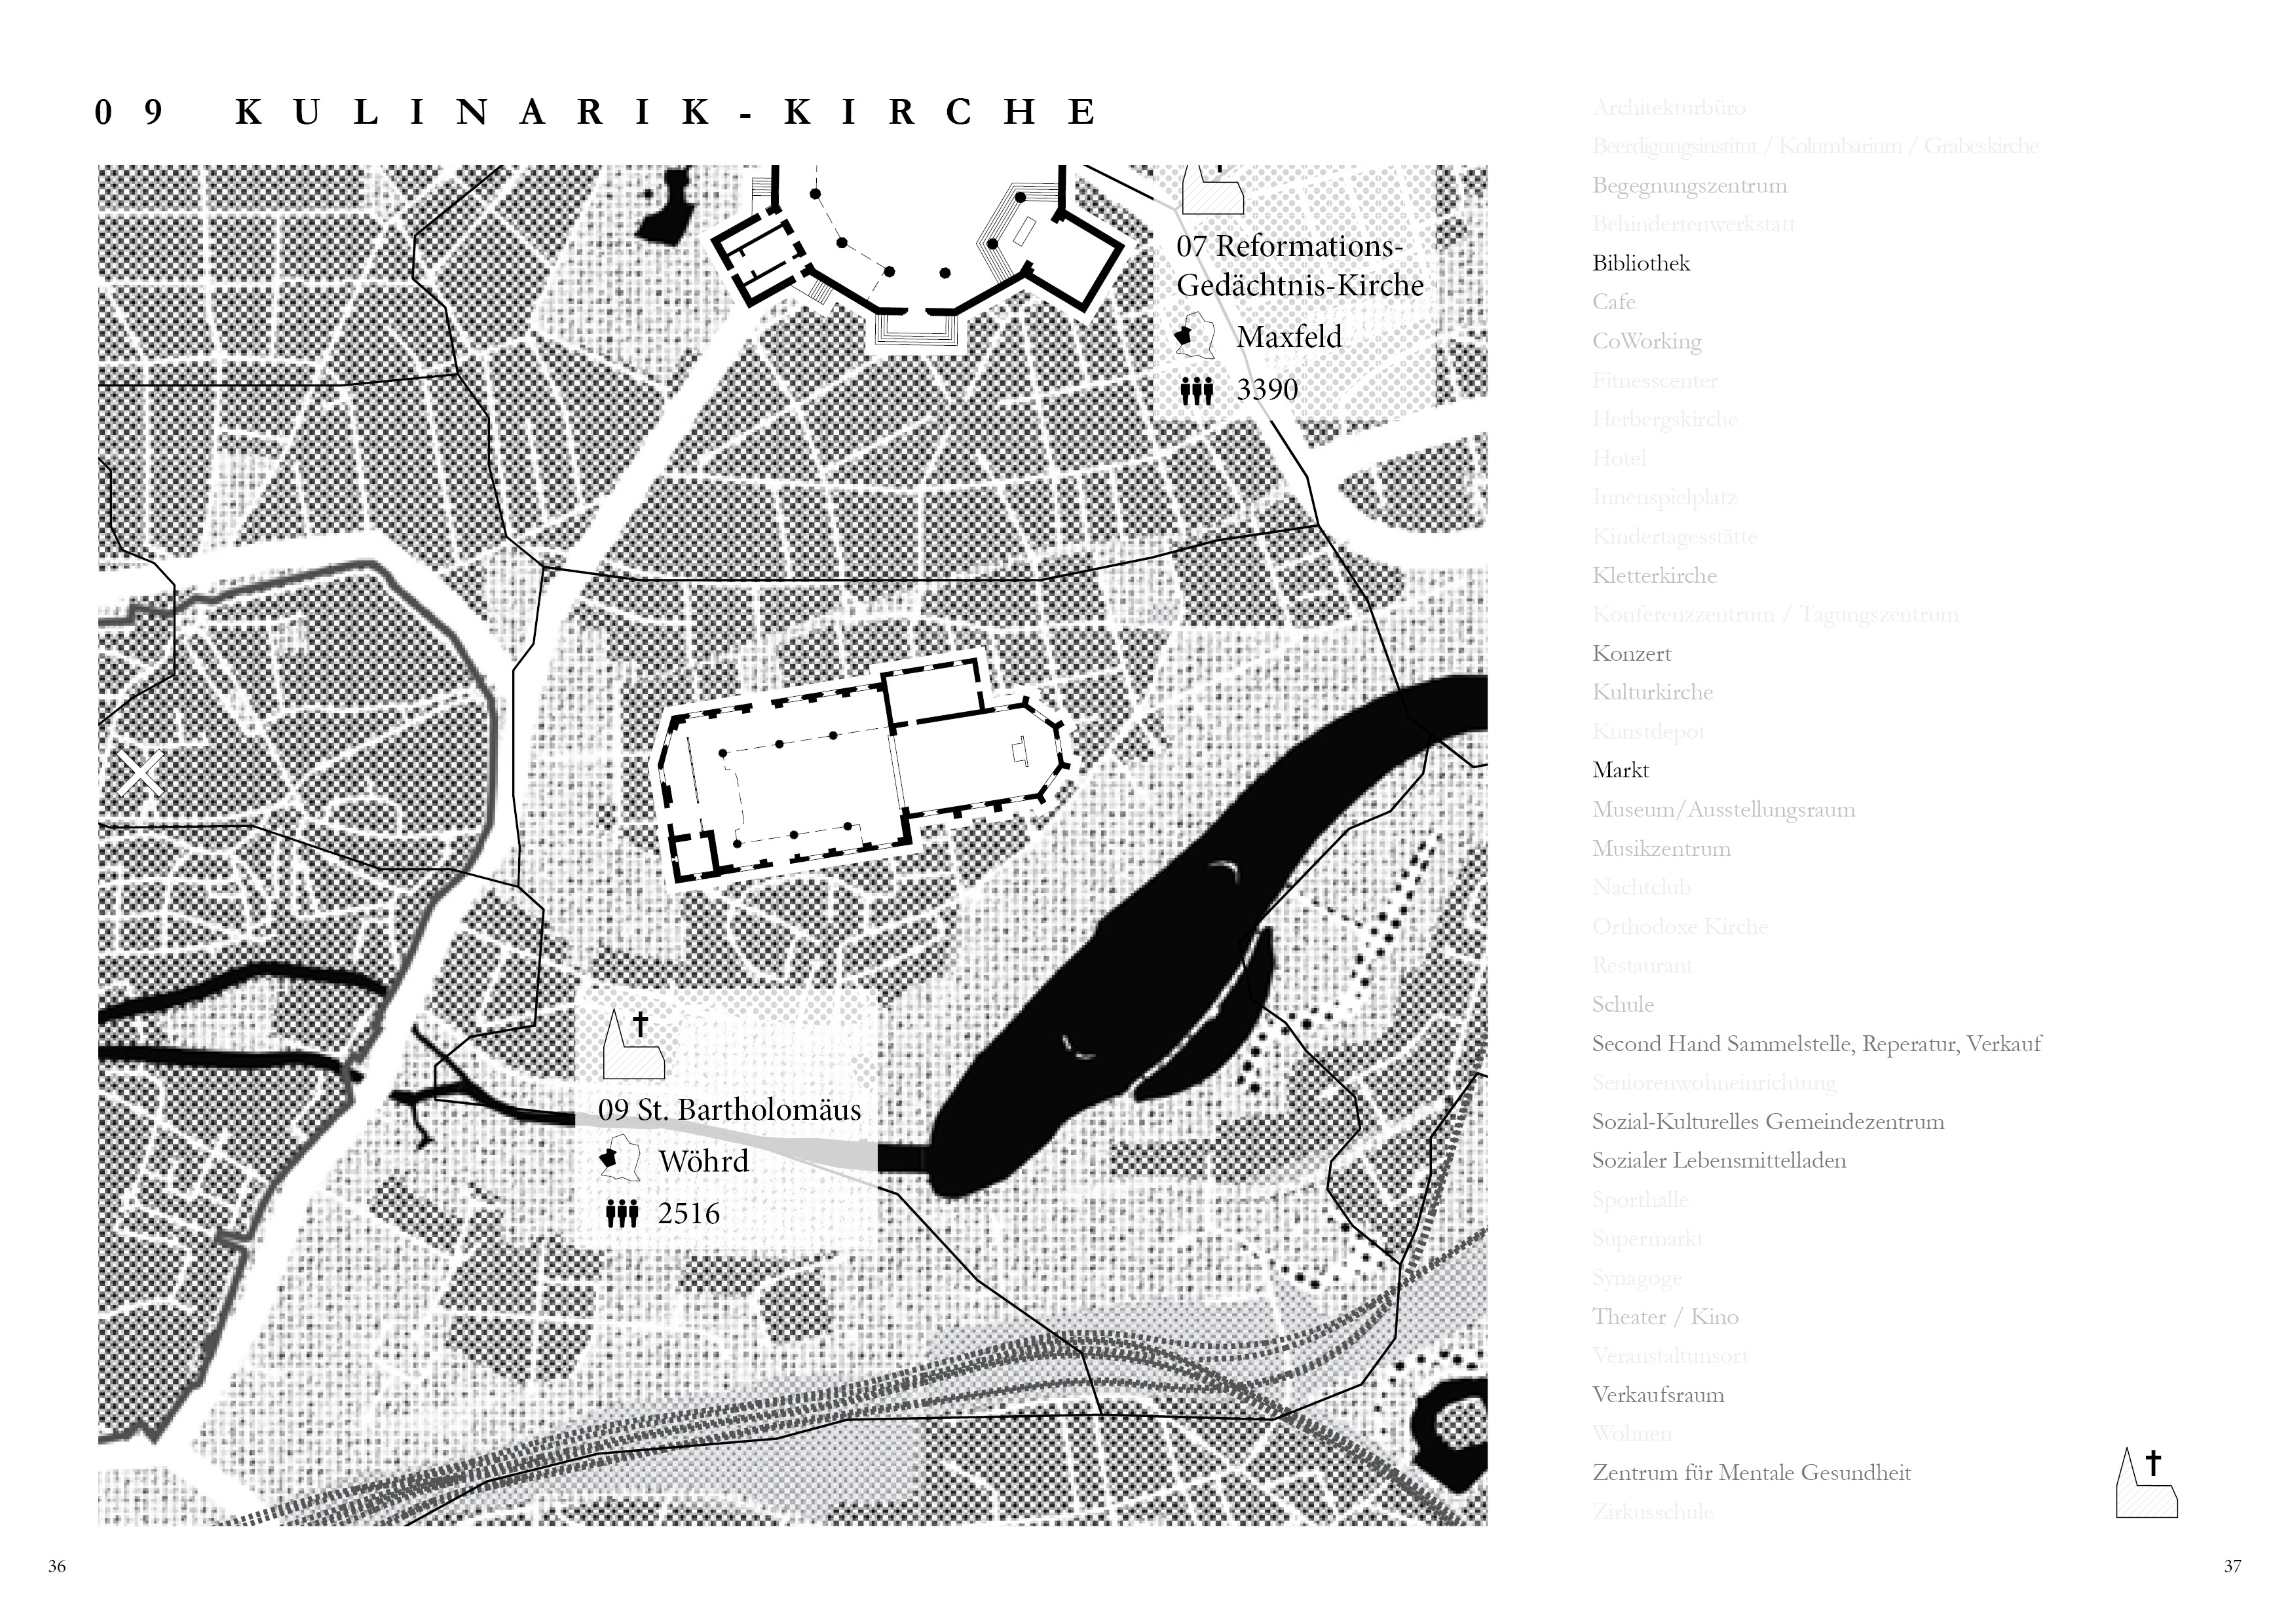 09 KULINARIK-KIRCHE
07 Reformations-
Gedächtnis-Kirche
Maxfeld
3390
09 St. Bartholomäus
Wöhrd
2516
36
Architekturbüro
Beerdigungsinstitut / Kolumbarium / Grabeskirche
Begegnungszentrum
Behindertenwerkstatt
Bibliothek
Cafe
CoWorking
Fitnesscenter
Herbergskirche
Hotel
Innenspielplatz
Kindertagesstätte
Kletterkirche
Konferenzzentrum / Tagungszentrum
Konzert
Kulturkirche
Kunstdepot
Markt
Museum/Ausstellungsraum
Musikzentrum
Nachtclub
Orthodoxe Kirche
Restaurant
Schule
Second Hand Sammelstelle, Reperatur, Verkauf
Seniorenwohneinrichtung
Sozial-Kulturelles Gemeindezentrum
Sozialer Lebensmittelladen
Sporthalle
Supermarkt
Synagoge
Theater / Kino
Veranstaltunsort
Verkaufsraum
Wohnen
Zentrum für Mentale Gesundheit
Zirkusschule
37